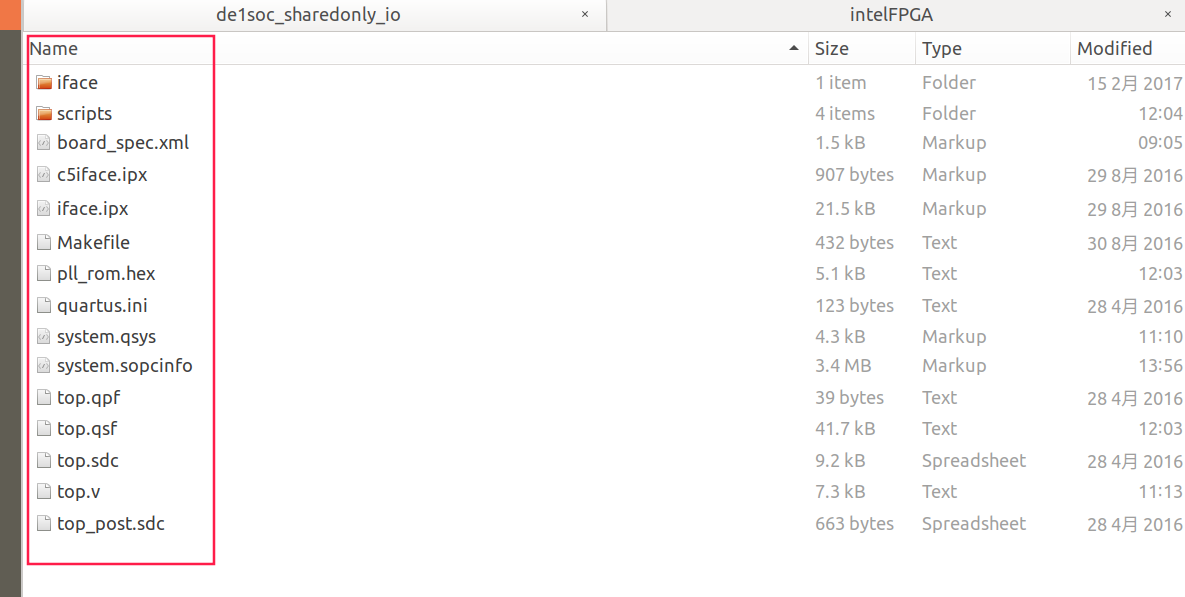 de1soc_sharedonly_io × intelFPGA ×
Name Size Type Modified
iface 1 item Folder 15 2月 2017
scripts 4 items Folder 12:04
board_spec.xml 1.5 kB Markup 09:05
c5iface.ipx 907 bytes Markup 29 8月 2016
iface.ipx 21.5 kB Markup 29 8月 2016
Makefile 432 bytes Text 30 8月 2016
pll_rom.hex 5.1 kB Text 12:03
quartus.ini 123 bytes Text 28 4月 2016
system.qsys 4.3 kB Markup 11:10
system.sopcinfo 3.4 MB Markup 13:56
top.qpf 39 bytes Text 28 4月 2016
top.qsf 41.7 kB Text 12:03
top.sdc 9.2 kB Spreadsheet 28 4月 2016
top.v 7.3 kB Text 11:13
top_post.sdc 663 bytes Spreadsheet 28 4月 2016